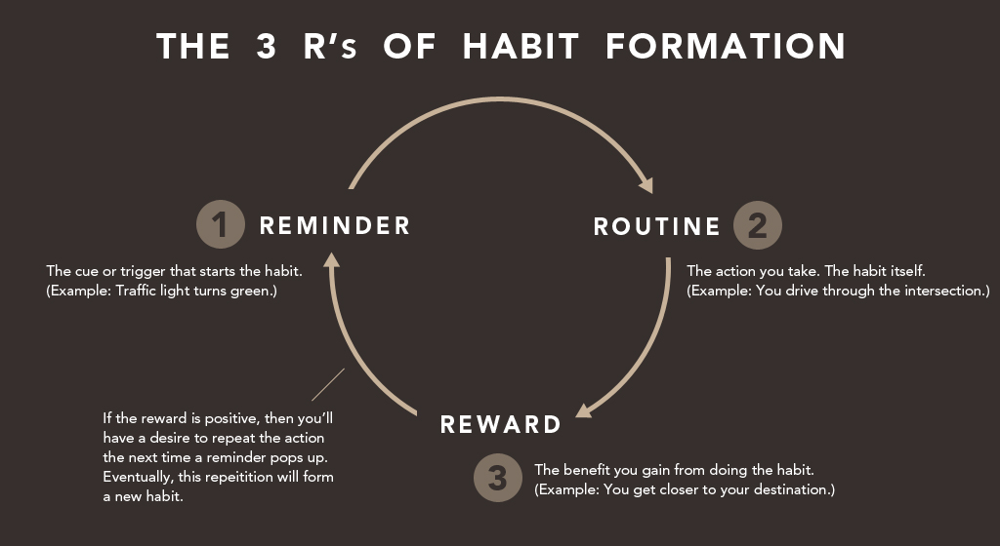 THE 3 R's OF HABIT FORMATION
1 REMINDER
The cue or trigger that starts the habit.
(Example: Traffic light turns green.)
ROUTINE 2
The action you take. The habit itself.
(Example: You drive through the intersection.)
REWARD
3
The benefit you gain from doing the habit.
(Example: You get closer to your destination.)
If the reward is positive, then you'll
have a desire to repeat the action
the next time a reminder pops up.
Eventually, this repeitition will form
a new habit.